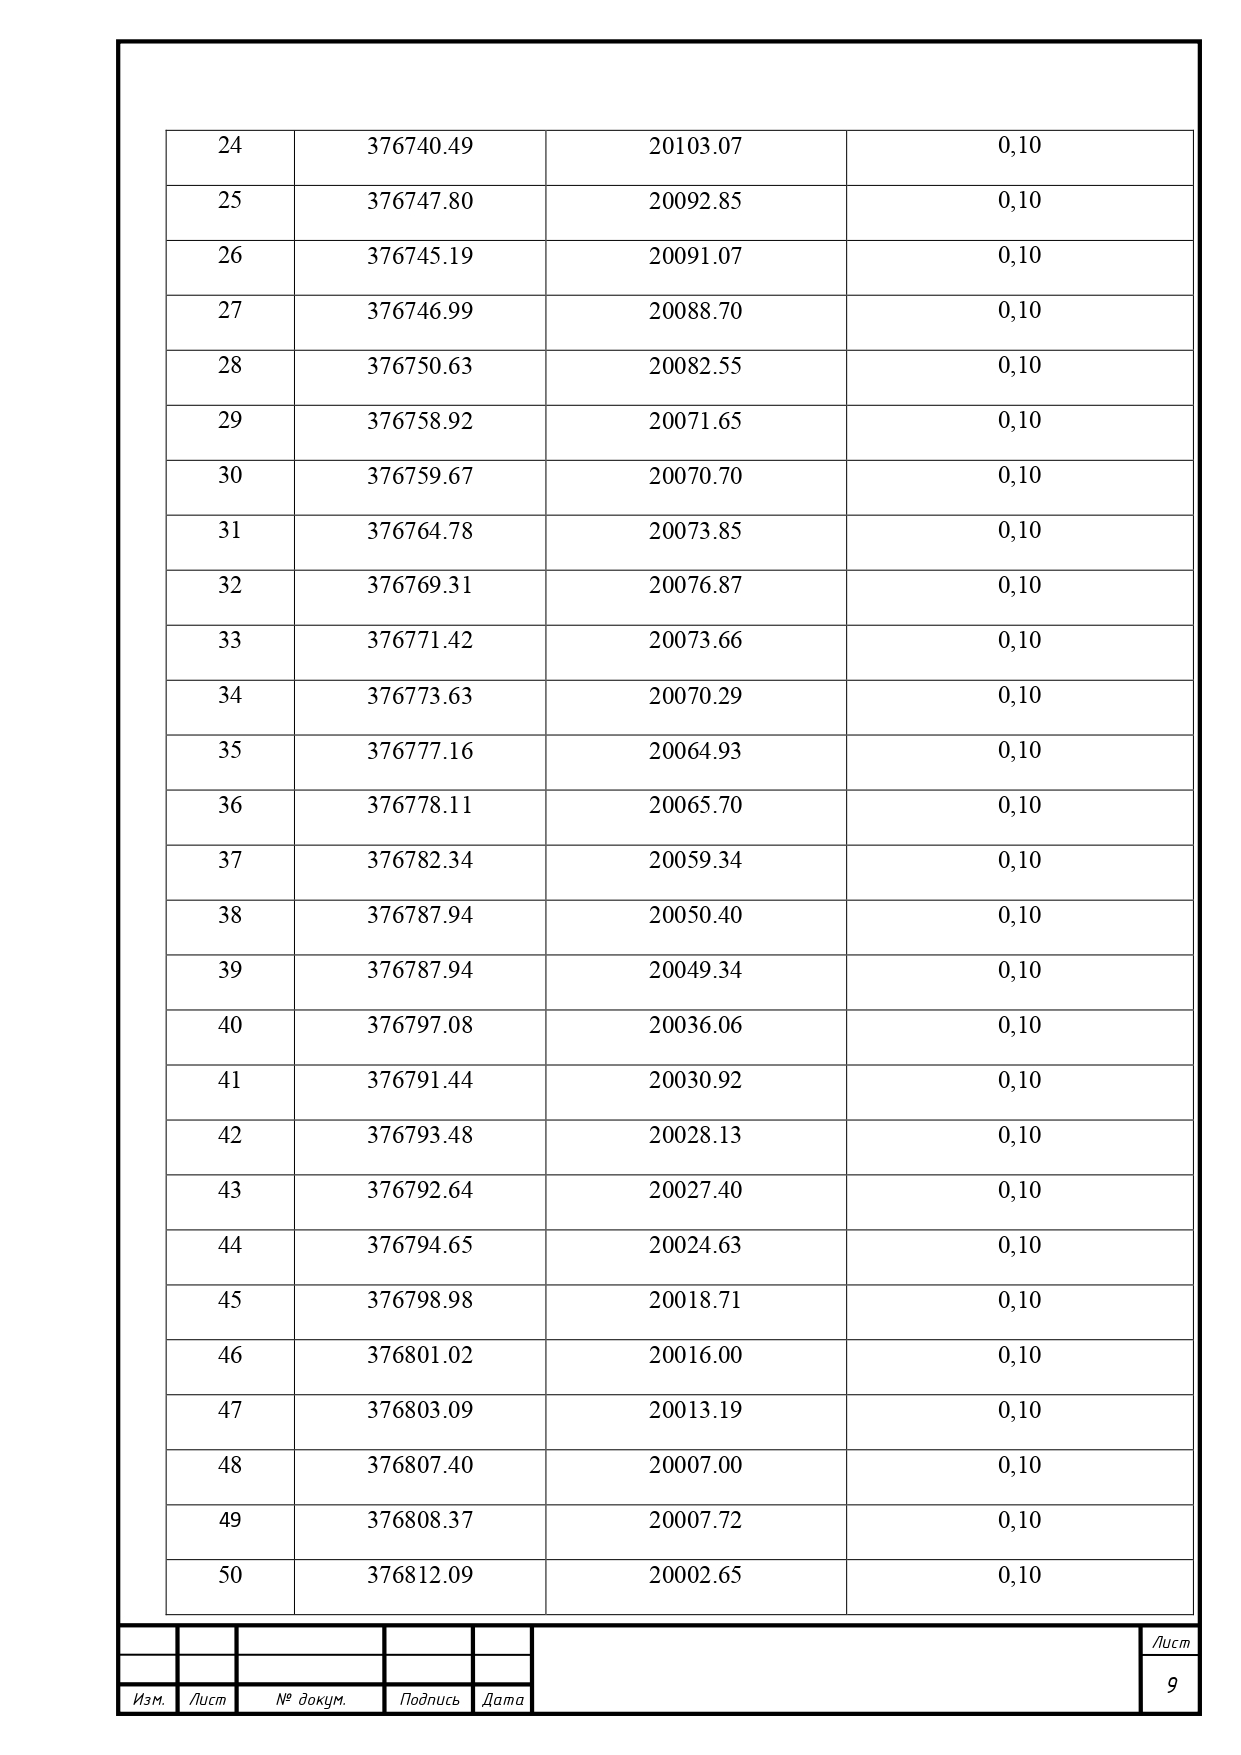 24 376740.49 20103.07 0,10
25 376747.80 20092.85 0,10
26 376745.19 20091.07 0,10
27 376746.99 20088.70 0,10
28 376750.63 20082.55 0,10
29 376758.92 20071.65 0,10
30 376759.67 20070.70 0,10
31 376764.78 20073.85 0,10
32 376769.31 20076.87 0,10
33 376771.42 20073.66 0,10
34 376773.63 20070.29 0,10
35 376777.16 20064.93 0,10
36 376778.11 20065.70 0,10
37 376782.34 20059.34 0,10
38 376787.94 20050.40 0,10
39 376787.94 20049.34 0,10
40 376797.08 20036.06 0,10
41 376791.44 20030.92 0,10
42 376793.48 20028.13 0,10
43 376792.64 20027.40 0,10
44 376794.65 20024.63 0,10
45 376798.98 20018.71 0,10
46 376801.02 20016.00 0,10
47 376803.09 20013.19 0,10
48 376807.40 20007.00 0,10
49 376808.37 20007.72 0,10
50 376812.09 20002.65 0,10
Лист
9
Изм. Лист № докум. Подпись Дата